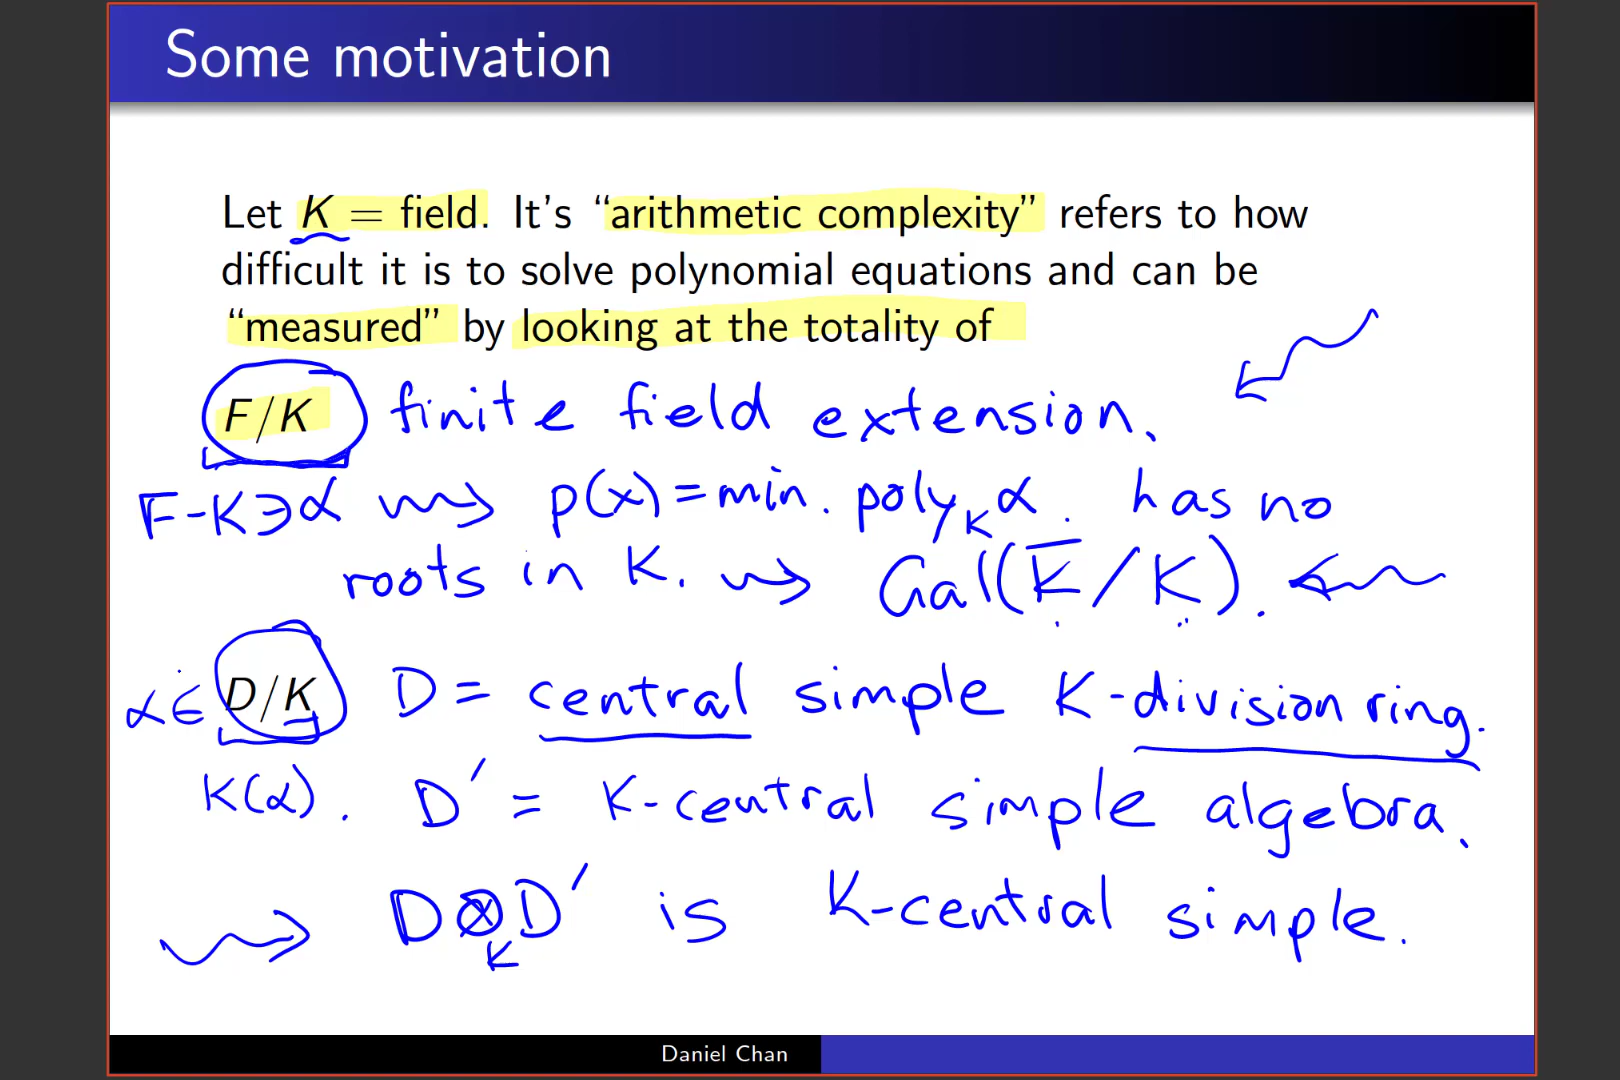 Some motivation
Let K = field. It's “arithmetic complexity” refers to how
difficult it is to solve polynomial equations and can be
“measured” by looking at the totality of
F/K finite field extension.
F-K∋α ⇝ p(x)=min. poly_K α. has no
roots in K. ⇝ Gal(K̅/K).
α∈ D/K D = central simple K-division ring.
K(α). D′ = K-central simple algebra.
⇝ D⊗_K D′ is K-central simple.
Daniel Chan